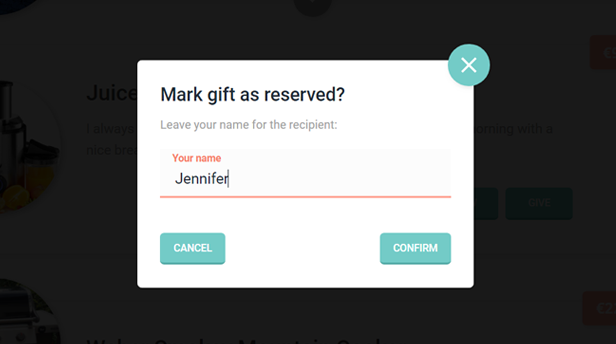 Mark gift as reserved?
Juice
Leave your name for the recipient:
I always
orning with a
nice bre
Your name
Jennifer
GIVE
CANCEL
CONFIRM